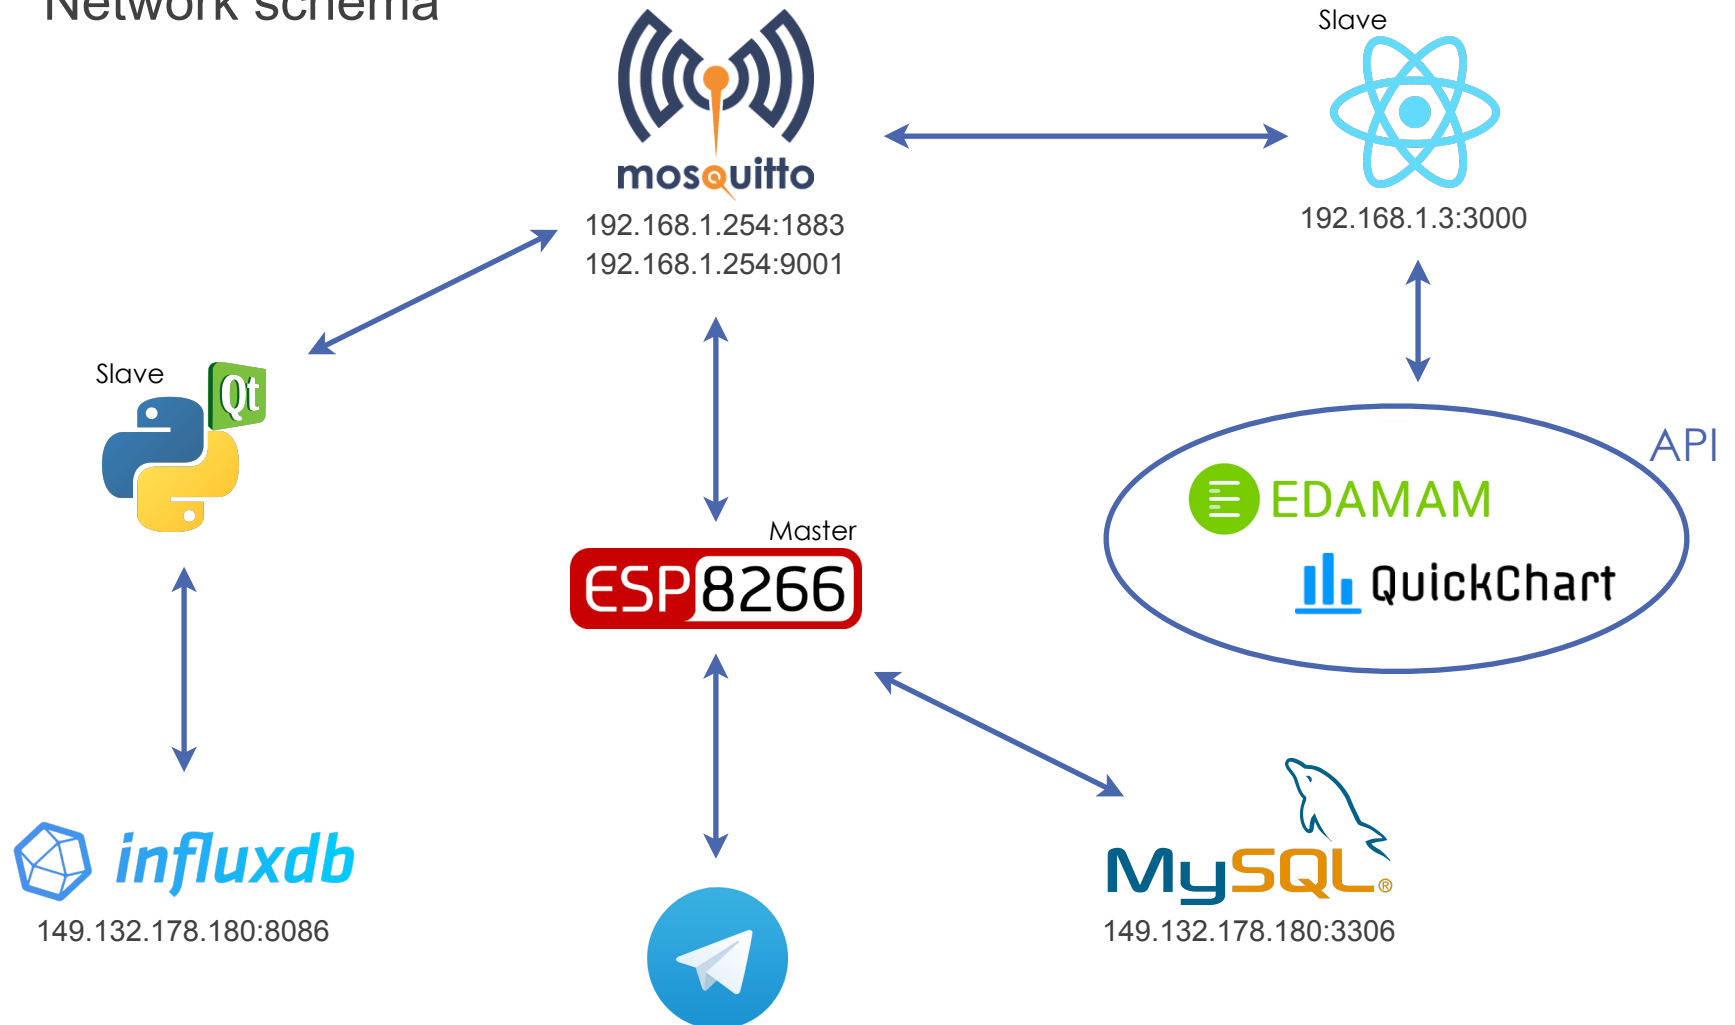 Network schema
mosquitto
192.168.1.254:1883
192.168.1.254:9001
Slave
192.168.1.3:3000
Slave
Qt
API
EDAMAM
QuickChart
Master
ESP8266
influxdb
149.132.178.180:8086
MySQL®
149.132.178.180:3306